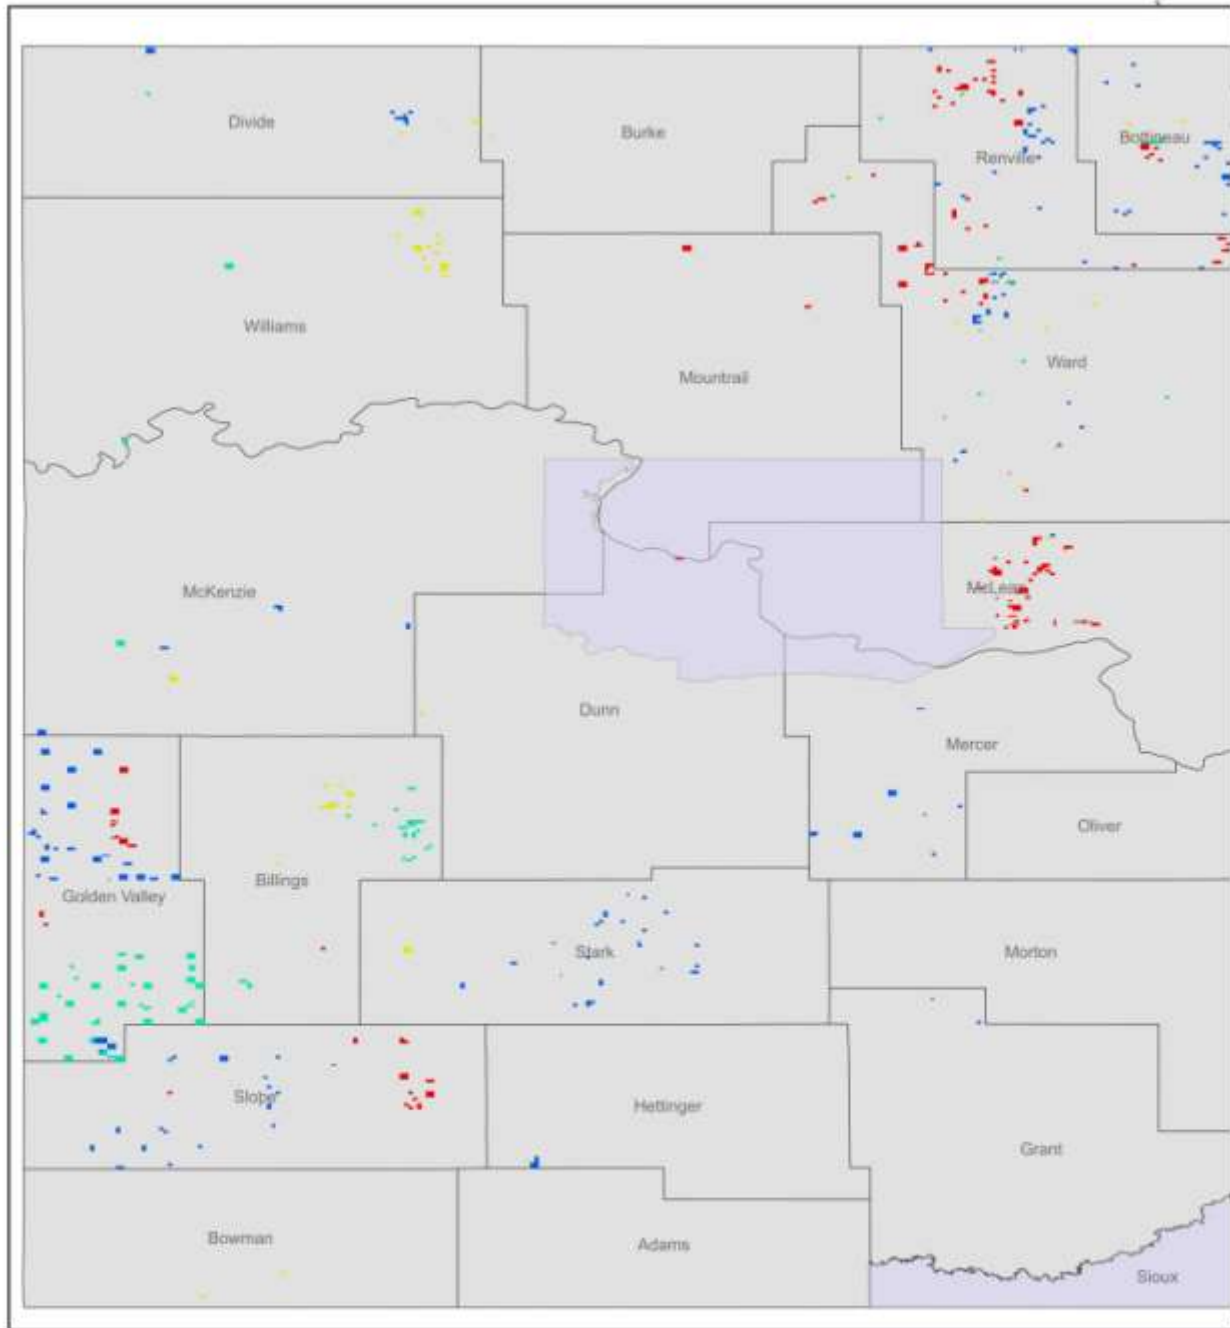 Divide
Burke
Renville
Bottineau
Williams
Mountrail
Ward
McKenzie
McLean
Dunn
Mercer
Oliver
Golden Valley
Billings
Stark
Morton
Slope
Hettinger
Grant
Bowman
Adams
Sioux